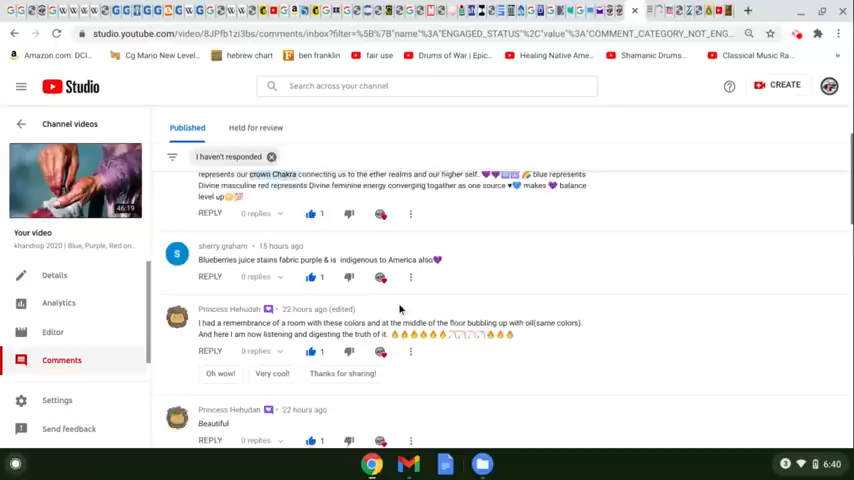 studio.youtube.com/video/8JPfb1zi3bs/comments/inbox?filter=%5B%7B"name"%3A"ENGAGED_STATUS"%2C"value"%3A"COMMENT_CATEGORY_NOT_ENG...
Amazon.com: DCI... Cg Mario New Level... hebrew chart ben franklin fair use Drums of War | Epic... Healing Native Ame... Shamanic Drums... Classical Music Ra...
Studio
Search across your channel
CREATE
Channel videos
Published Held for review
I haven't responded
46:19
represents our crown Chakra connecting us to the ether realms and our higher self. 💜💜 🌈 blue represents
Divine masculine red represents Divine feminine energy converging together as one source ♥️💙 makes 💜 balance
level up 💯
REPLY 0 replies 1
Your video
khandrop 2020 | Blue, Purple, Red on...
S
sherry graham • 15 hours ago
Blueberries juice stains fabric purple & is indigenous to America also💜
REPLY 0 replies 1
Details
Analytics
Editor
Comments
Settings
Send feedback
Princess Hehudah • 22 hours ago (edited)
I had a remembrance of a room with these colors and at the middle of the floor bubbling up with oil(same colors).
And here I am now listening and digesting the truth of it.
REPLY 0 replies 1
Oh wow! Very cool! Thanks for sharing!
Princess Hehudah • 22 hours ago
Beautiful
REPLY 0 replies 1
3 6:40